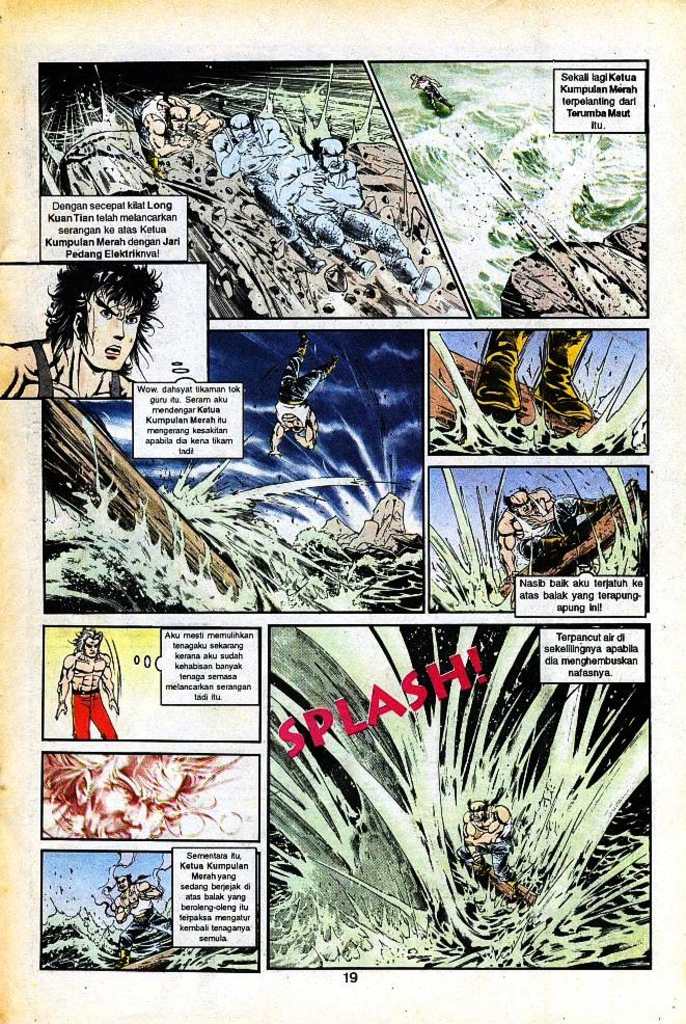 Dengan secepat kilat Long
Kuan Tian telah melancarkan
serangan ke atas Ketua
Kumpulan Merah dengan Jari
Pedang Elektriknya!
Sekali lagi Ketua
Kumpulan Merah
terpelanting dari
Terumba Maut
itu.
Wow, dahsyat tikaman tok
guru itu. Seram aku
mendengar Ketua
Kumpulan Merah itu
mengerang kesakitan
apabila dia kena tikam
tadi!
Nasib baik aku terjatuh ke
atas balak yang terapung-
apung ini!
Aku mesti memulihkan
tenagaku sekarang
kerana aku sudah
kehabisan banyak
tenaga semasa
melancarkan serangan
tadi itu.
Sementara itu,
Ketua Kumpulan
Merah yang
sedang berjejak di
atas balak yang
beroleng-oleng itu
terpaksa mengatur
kembali tenaganya
semula.
Terpancut air di
sekelilingnya apabila
dia menghembuskan
nafasnya.
SPLASH!
19